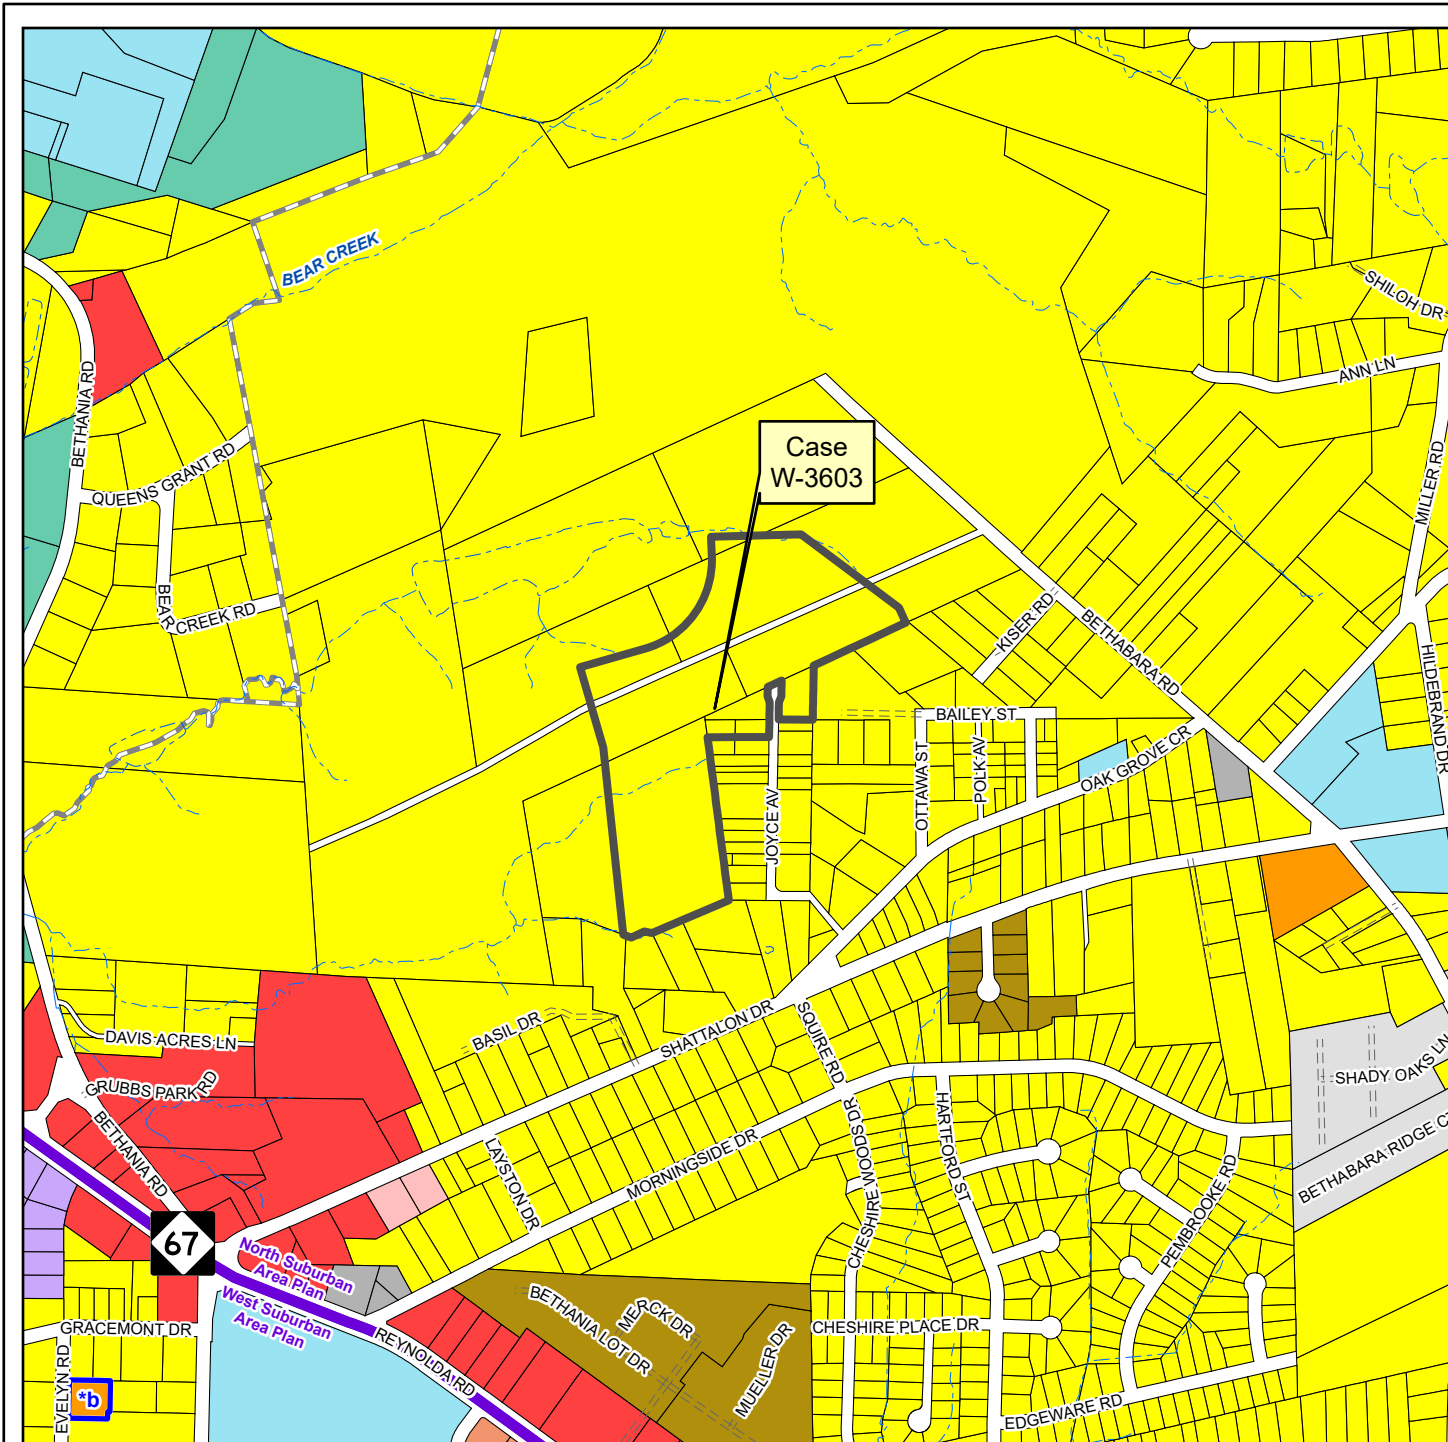 BEAR CREEK
SHILOH DR
ANN LN
BETHANIA RD
Case
W-3603
QUEENS GRANT RD
MILLER RD
BEAR
CREEK RD
KISER RD
BETHABARA RD
HILDEBRAND DR
BAILEY ST
OTTAWA ST
POLK AV
OAK GROVE CR
JOYCE AV
DAVIS ACRES LN
BASIL DR
SHATTALON DR
SQUIRE RD
GRUBBS PARK RD
SHADY OAKS LN
BETHANIA RD
LAYSTON DR
MORNINGSIDE DR
CHESHIRE WOODS DR
HARTFORD ST
PEMBROOKE RD
BETHABARA RIDGE C
67
North Suburban
Area Plan
West Suburban
Area Plan
GRACEMONT DR
REYNOLDA RD
BETHANIA LOT DR
MERCK DR
MUELLER DR
CHESHIRE PLACE DR
EVELYN RD
*b
EDGEWARE RD